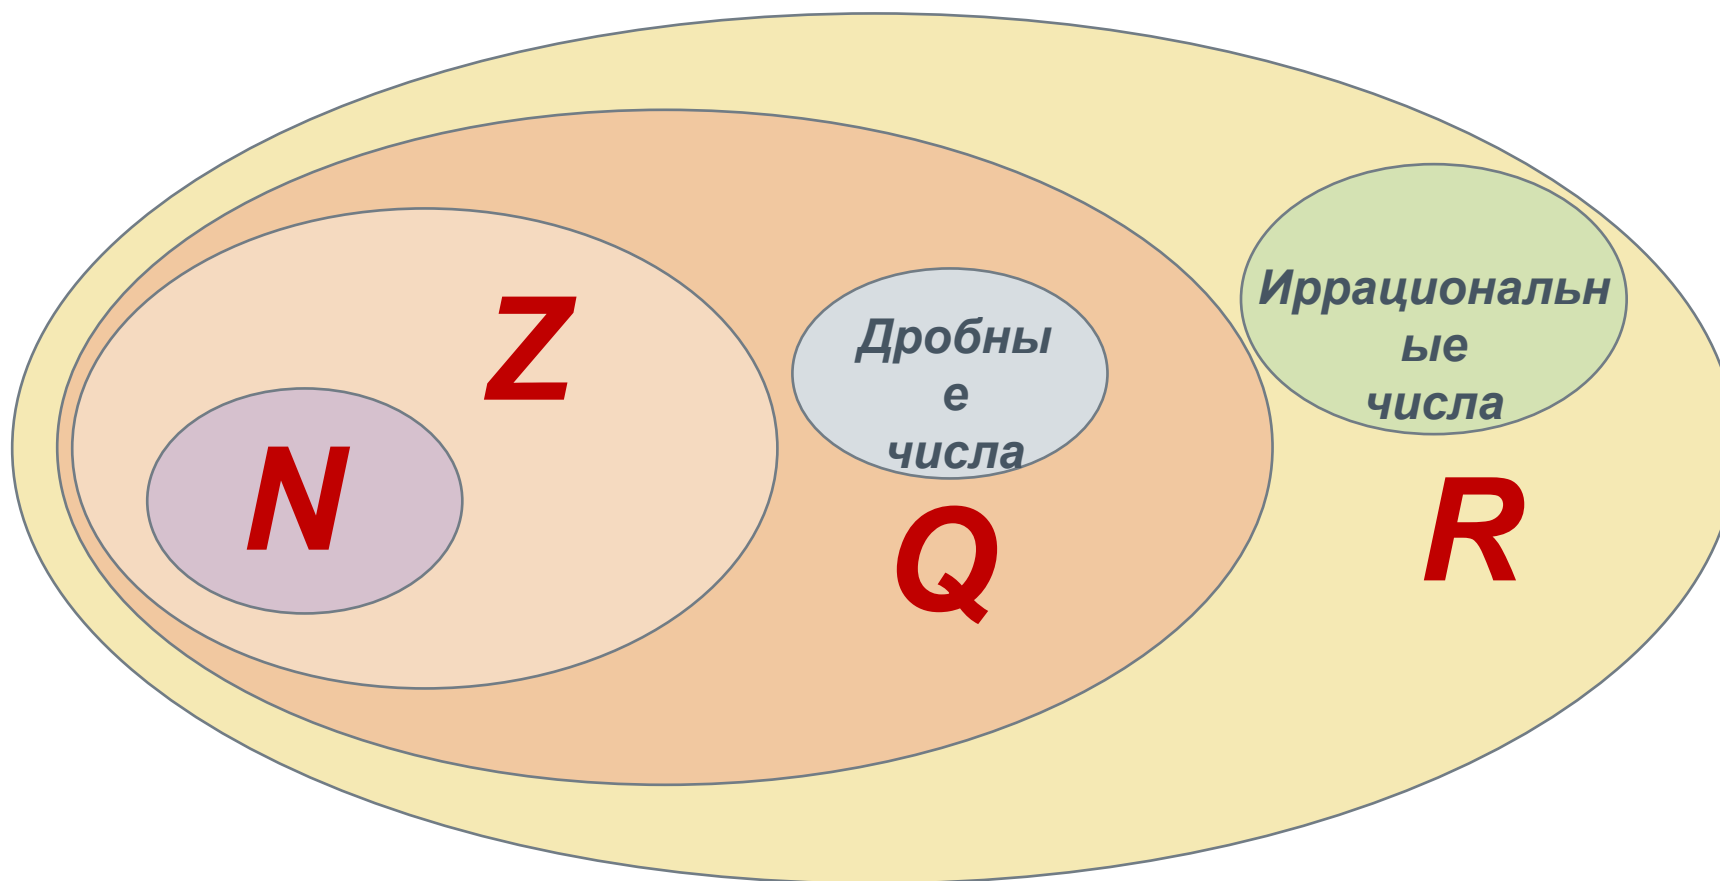 Z
N
Дробны
е
числа
Q
Иррациональн
ые
числа
R